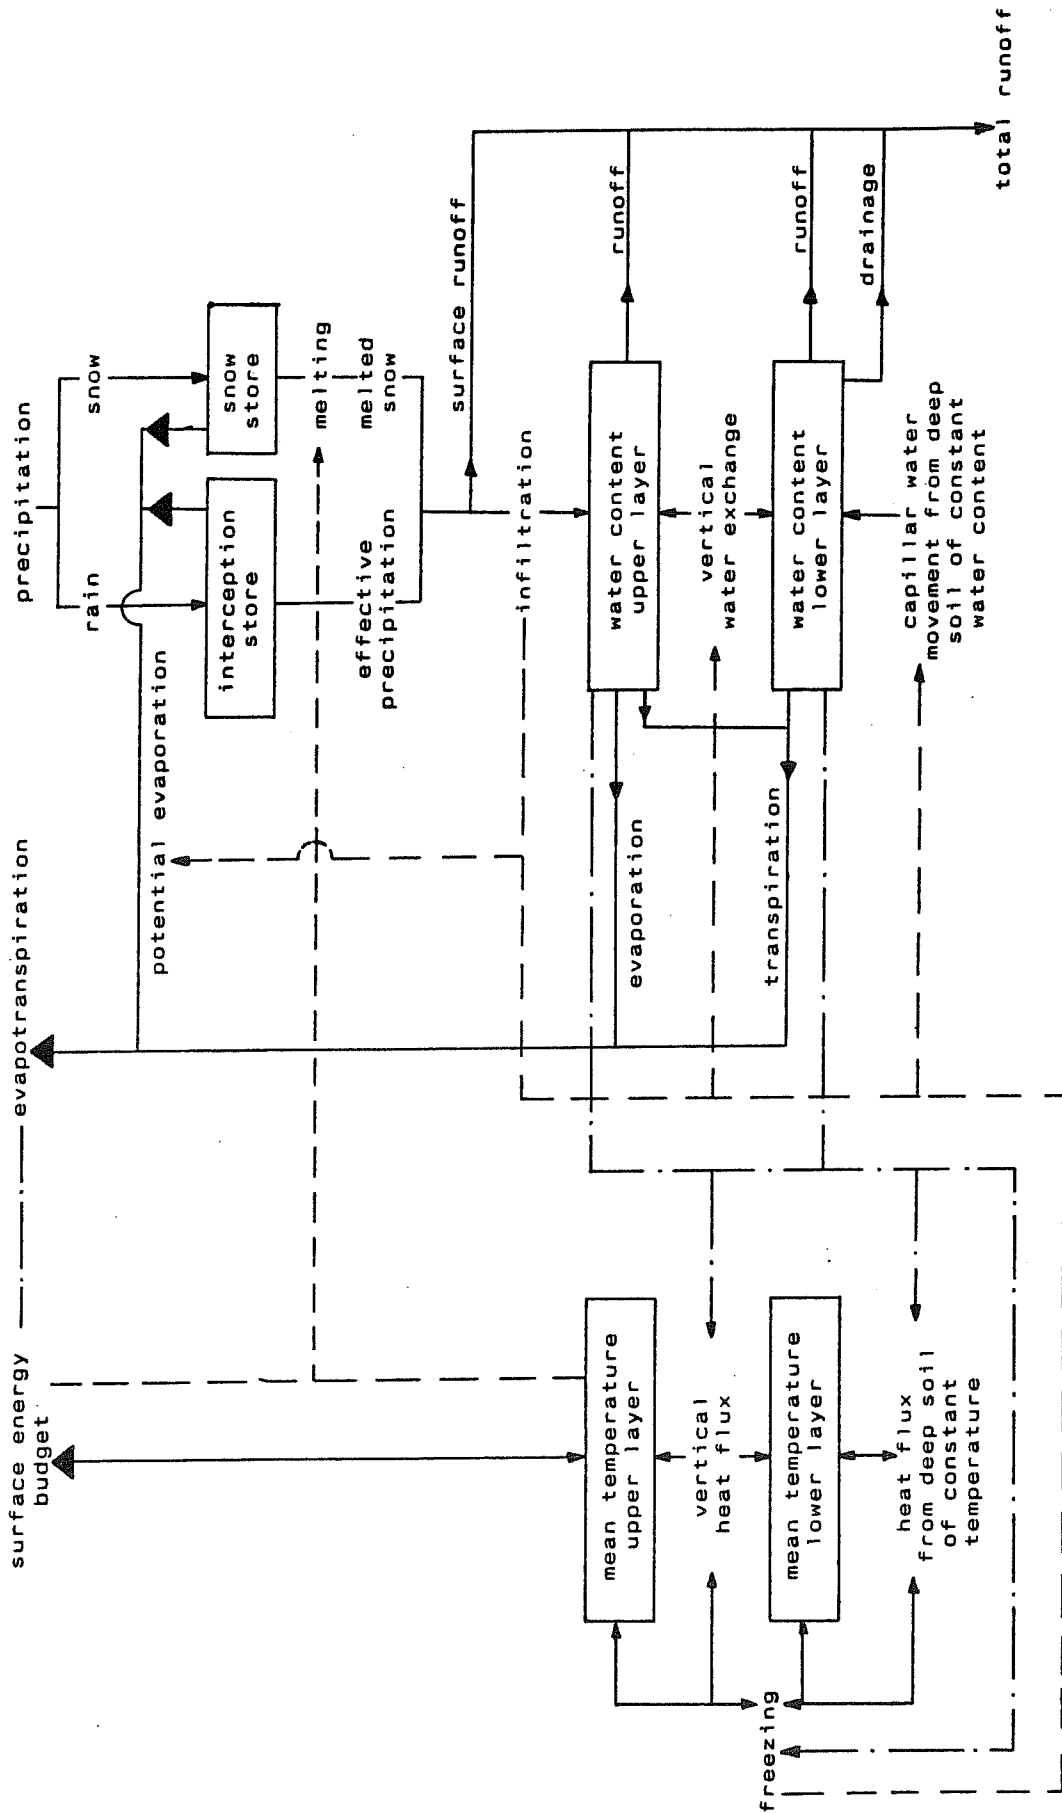 surface energy
budget
evapotranspiration
precipitation
rain
snow
potential evaporation
interception
store
snow
store
melting
effective
precipitation
melted
snow
surface runoff
infiltration
mean temperature
upper layer
water content
upper layer
runoff
evaporation
vertical
heat flux
vertical
water exchange
freezing
mean temperature
lower layer
transpiration
water content
lower layer
runoff
drainage
heat flux
from deep soil
of constant
temperature
capillar water
movement from deep
soil of constant
water content
total runoff